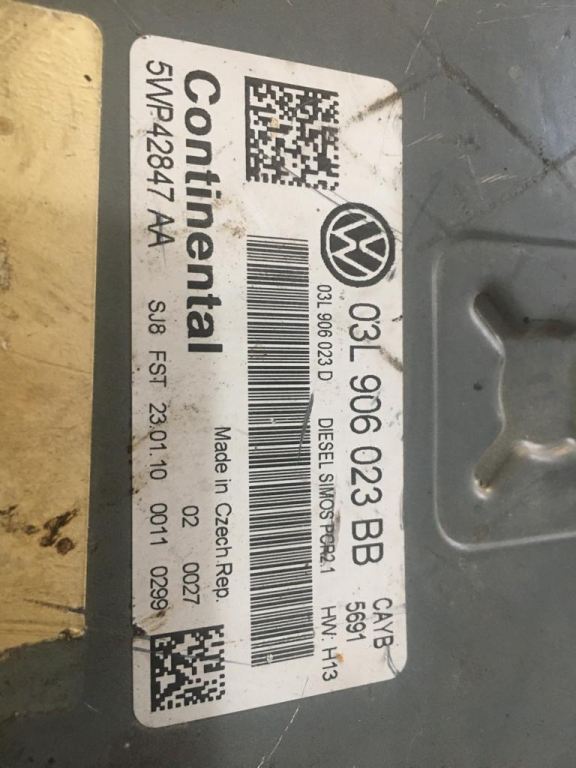 03L 906 023 BB CAYB
5691
03L 906 023 D DIESEL SIMOS PCR2.1 HW: H13
Made in Czech.Rep.
Continental 02 0027
5WP42847 AA SJ8 FST 23.01.10 0011 0299